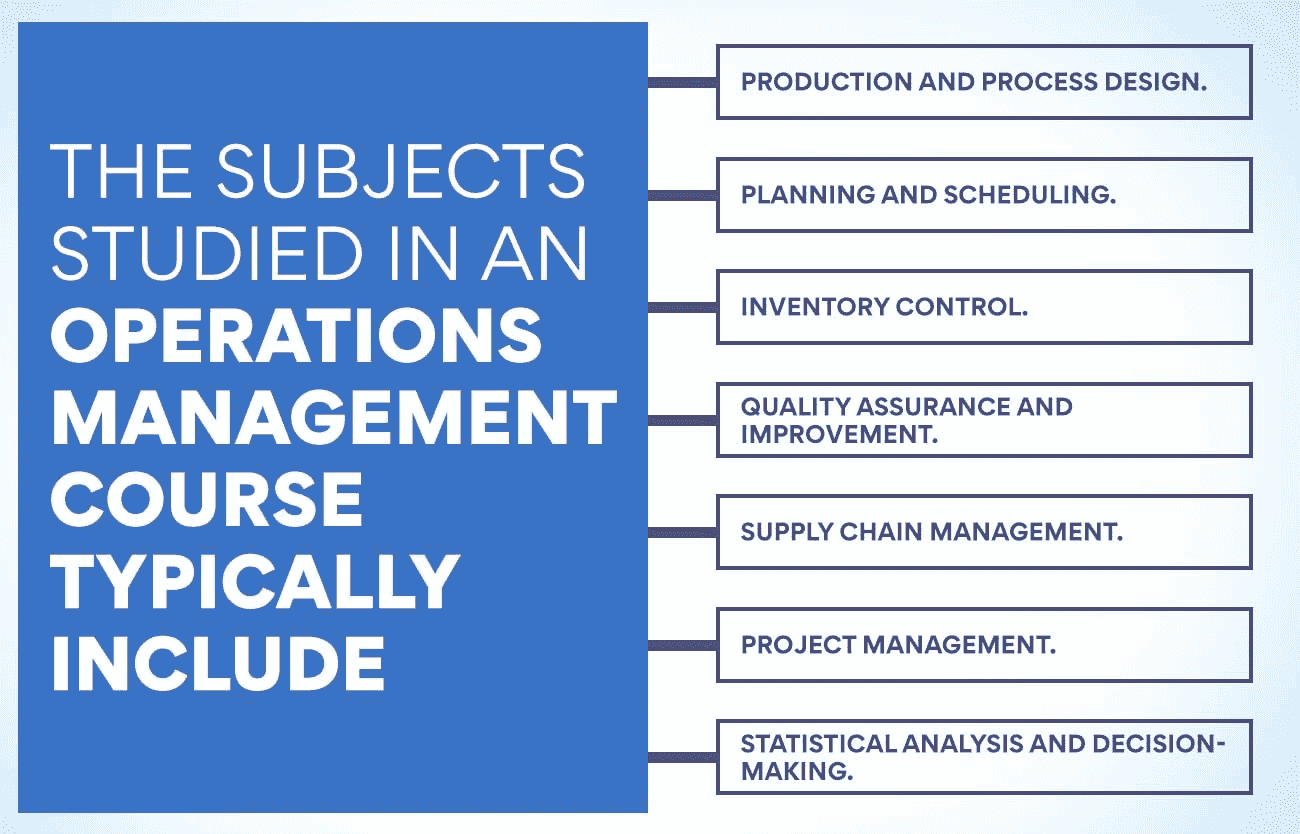 THE SUBJECTS
STUDIED IN AN
OPERATIONS
MANAGEMENT
COURSE
TYPICALLY
INCLUDE
PRODUCTION AND PROCESS DESIGN.
PLANNING AND SCHEDULING.
INVENTORY CONTROL.
QUALITY ASSURANCE AND
IMPROVEMENT.
SUPPLY CHAIN MANAGEMENT.
PROJECT MANAGEMENT.
STATISTICAL ANALYSIS AND DECISION-
MAKING.